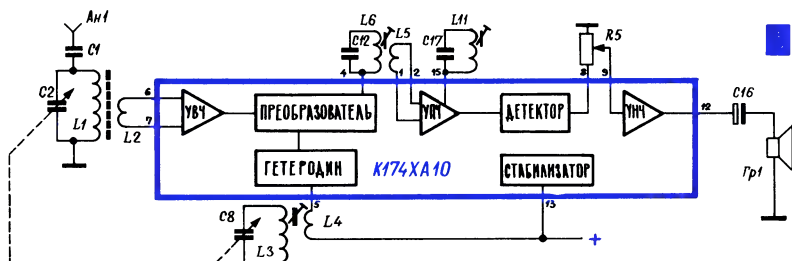 Ан1
C1
C2
L1
L2
6
7
УВЧ
ПРЕОБРАЗОВАТЕЛЬ
ГЕТЕРОДИН
L6
C12
4
L5
1
2
C17
L11
15
УПЧ
ДЕТЕКТОР
8
R5
9
УНЧ
12
C16
Гр1
К174ХА10
СТАБИЛИЗАТОР
13
5
C8
L3
L4
+